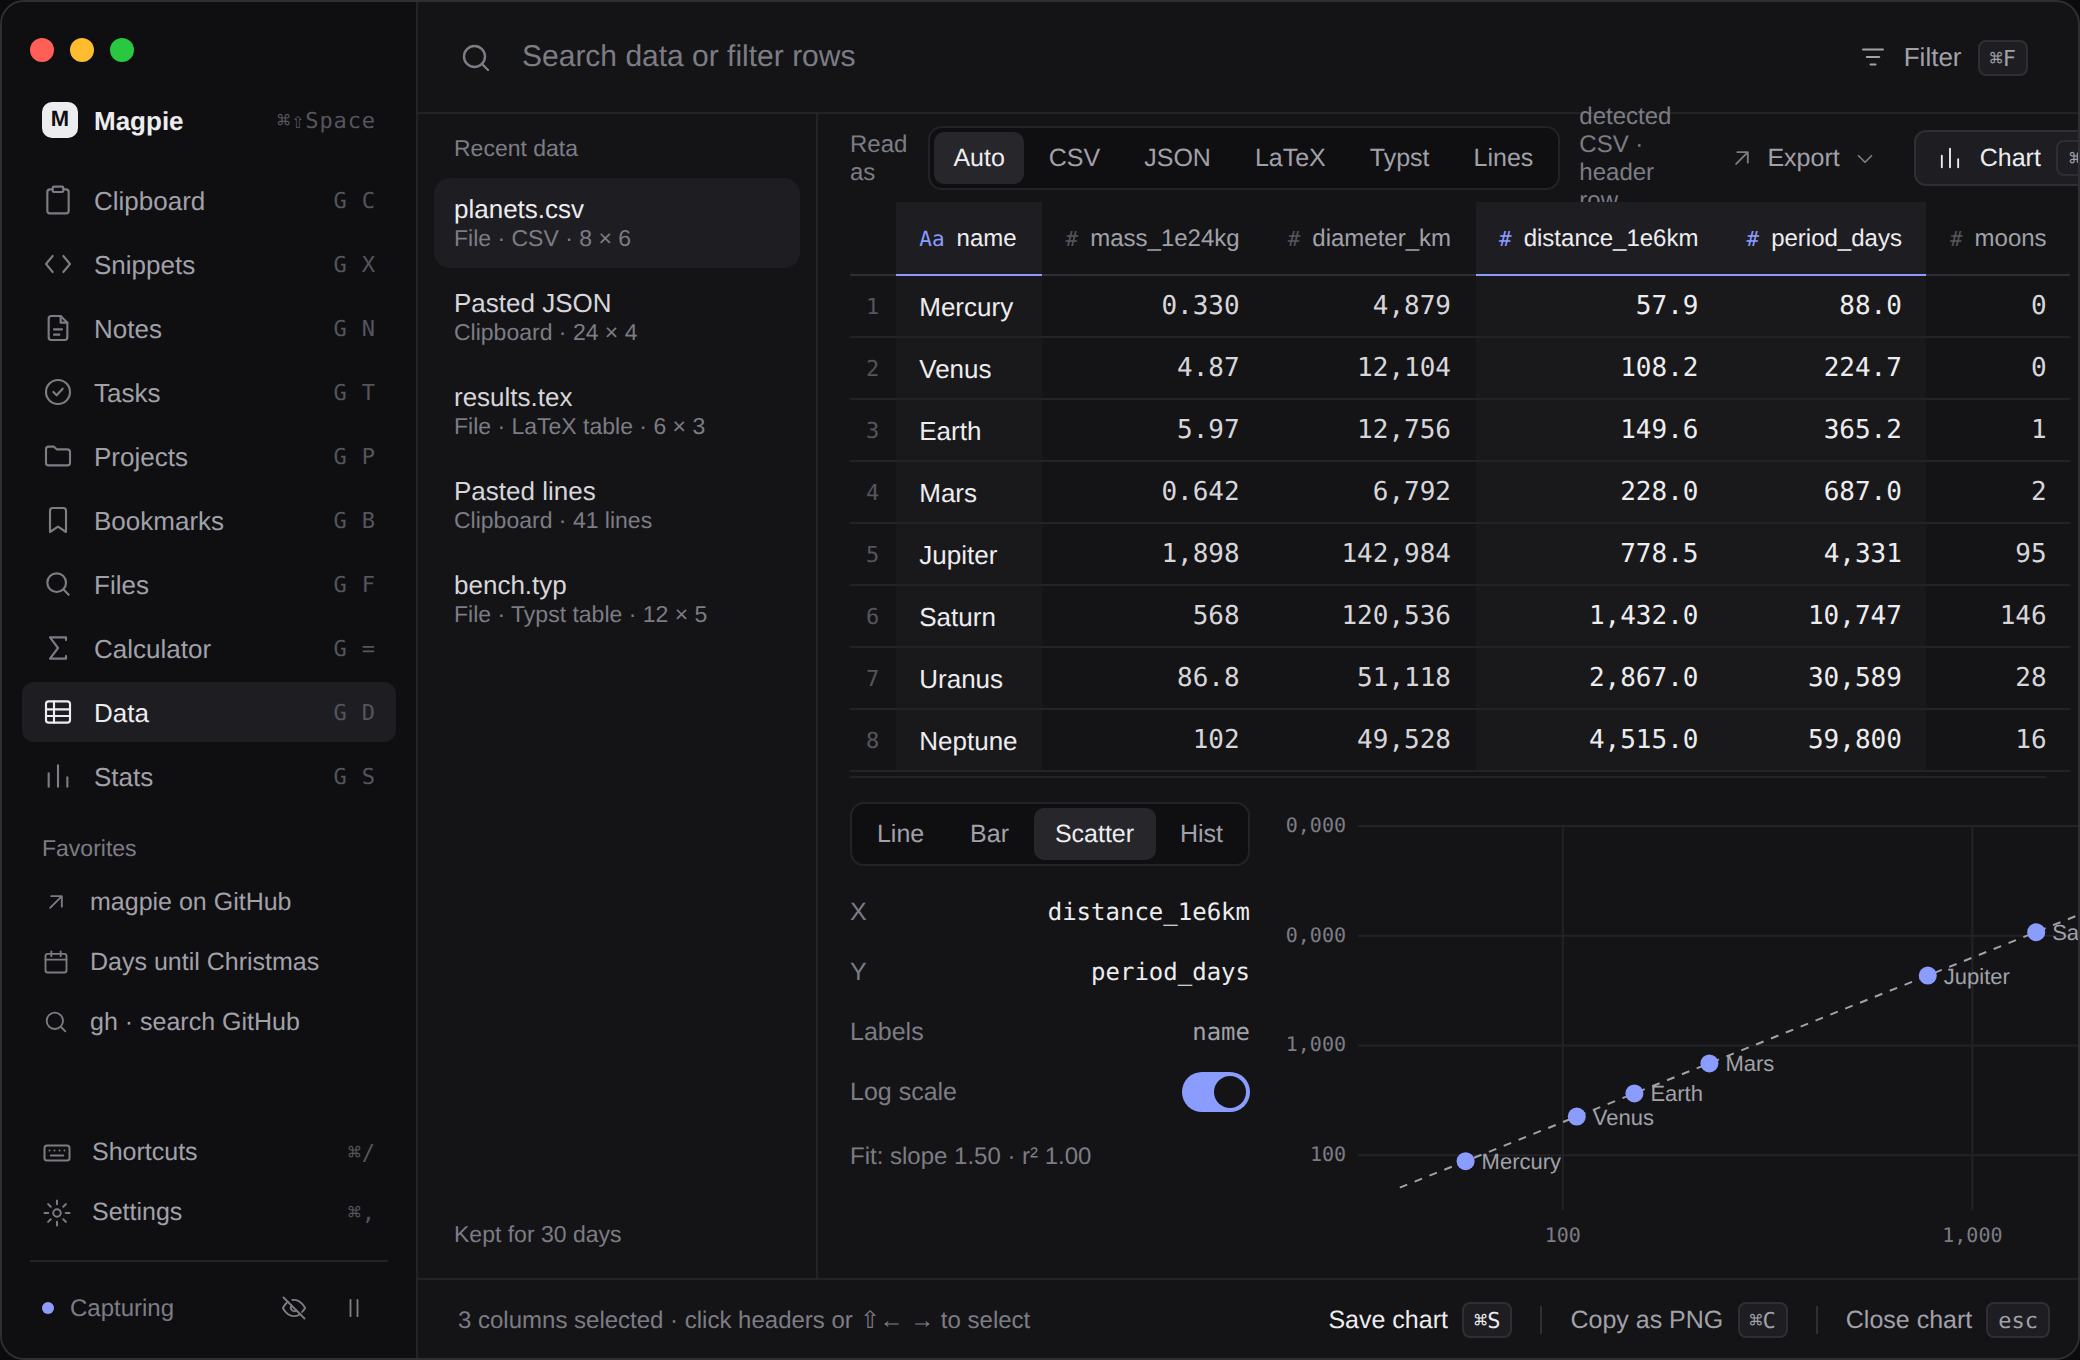 M Magpie ⌘⇧Space
Clipboard G C
Snippets G X
Notes G N
Tasks G T
Projects G P
Bookmarks G B
Files G F
Calculator G =
Data G D
Stats G S
Favorites
magpie on GitHub
Days until Christmas
gh · search GitHub
Shortcuts ⌘/
Settings ⌘,
Capturing
Search data or filter rows
Filter ⌘F
Recent data
planets.csv
File · CSV · 8 × 6
Pasted JSON
Clipboard · 24 × 4
results.tex
File · LaTeX table · 6 × 3
Pasted lines
Clipboard · 41 lines
bench.typ
File · Typst table · 12 × 5
Kept for 30 days
Read
as
Auto CSV JSON LaTeX Typst Lines
detected
CSV ·
header
row
Export
Chart ⌘
Aa name # mass_1e24kg # diameter_km # distance_1e6km # period_days # moons
1 Mercury 0.330 4,879 57.9 88.0 0
2 Venus 4.87 12,104 108.2 224.7 0
3 Earth 5.97 12,756 149.6 365.2 1
4 Mars 0.642 6,792 228.0 687.0 2
5 Jupiter 1,898 142,984 778.5 4,331 95
6 Saturn 568 120,536 1,432.0 10,747 146
7 Uranus 86.8 51,118 2,867.0 30,589 28
8 Neptune 102 49,528 4,515.0 59,800 16
Line Bar Scatter Hist
X distance_1e6km
Y period_days
Labels name
Log scale
Fit: slope 1.50 · r² 1.00
0,000
0,000
1,000
100
Sa
Jupiter
Mars
Earth
Venus
Mercury
100 1,000
3 columns selected · click headers or ⇧← → to select
Save chart ⌘S
Copy as PNG ⌘C
Close chart esc